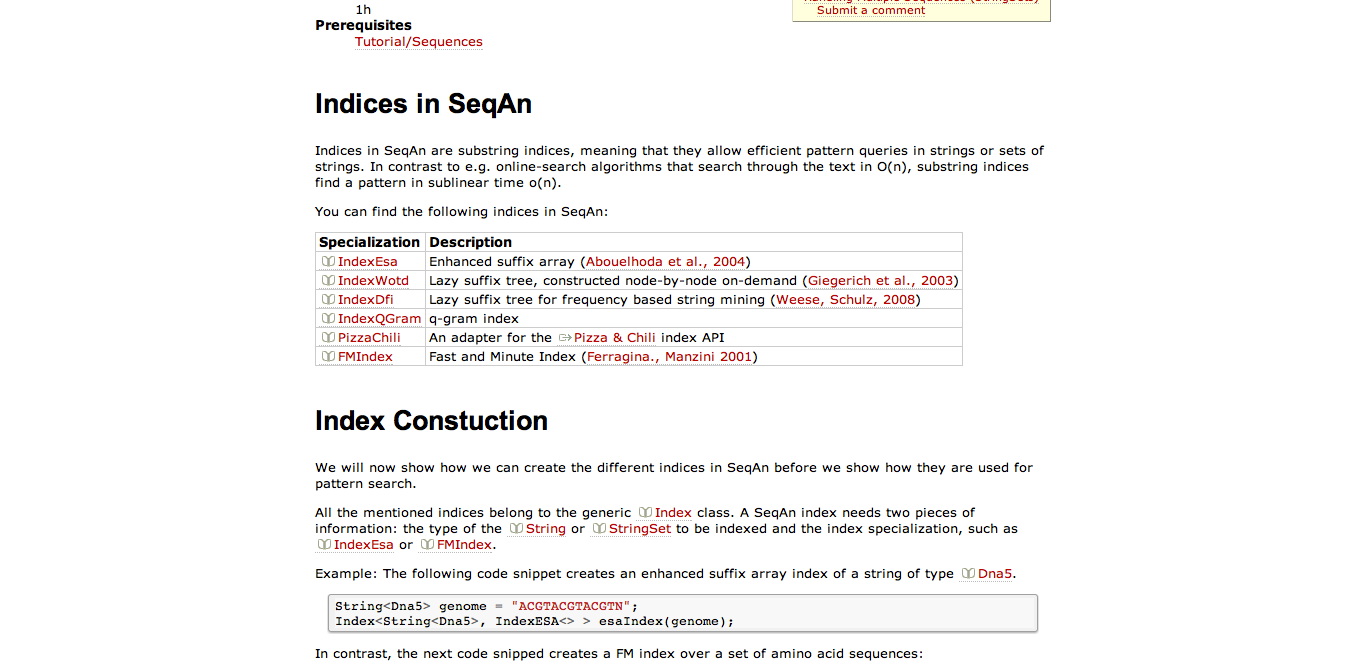 1h
Prerequisites
Tutorial/Sequences
Submit a comment
Indices in SeqAn
Indices in SeqAn are substring indices, meaning that they allow efficient pattern queries in strings or sets of
strings. In contrast to e.g. online-search algorithms that search through the text in O(n), substring indices
find a pattern in sublinear time o(n).
You can find the following indices in SeqAn:
Specialization Description
IndexEsa Enhanced suffix array (Abouelhoda et al., 2004)
IndexWotd Lazy suffix tree, constructed node-by-node on-demand (Giegerich et al., 2003)
IndexDfi Lazy suffix tree for frequency based string mining (Weese, Schulz, 2008)
IndexQGram q-gram index
PizzaChili An adapter for the Pizza & Chili index API
FMIndex Fast and Minute Index (Ferragina., Manzini 2001)
Index Constuction
We will now show how we can create the different indices in SeqAn before we show how they are used for
pattern search.
All the mentioned indices belong to the generic Index class. A SeqAn index needs two pieces of
information: the type of the String or StringSet to be indexed and the index specialization, such as
IndexEsa or FMIndex.
Example: The following code snippet creates an enhanced suffix array index of a string of type Dna5.
String<Dna5> genome = "ACGTACGTACGTN";
Index<String<Dna5>, IndexESA<> > esaIndex(genome);
In contrast, the next code snipped creates a FM index over a set of amino acid sequences: